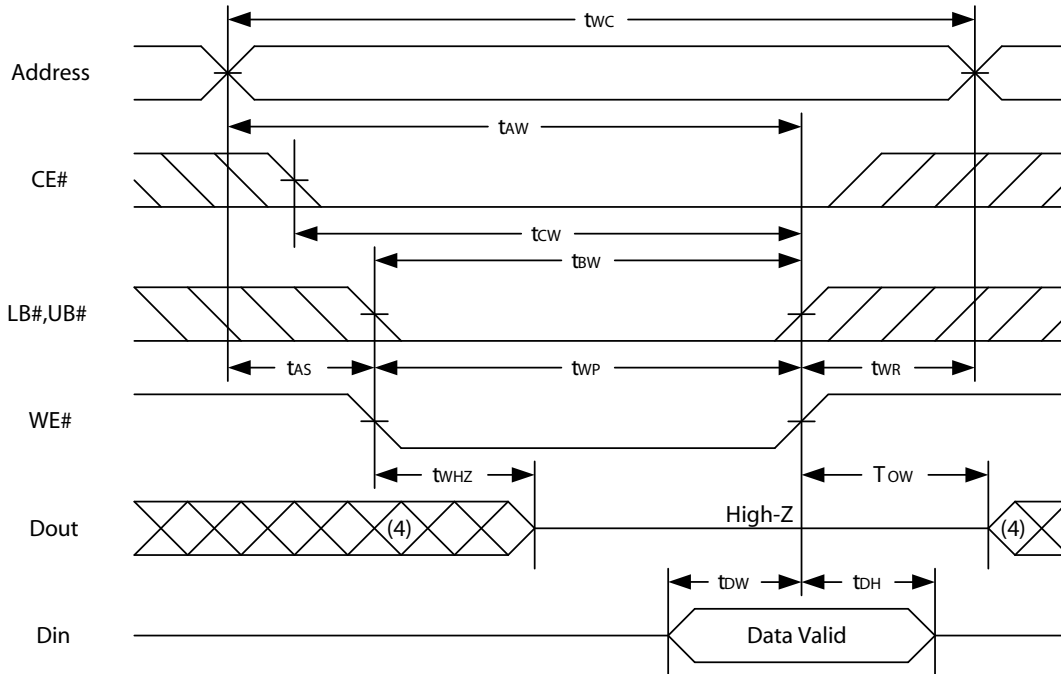 tWC
Address
tAW
CE#
tCW
tBW
LB#,UB#
tAS tWP tWR
WE#
tWHZ TOW
Dout (4) High-Z (4)
tDW tDH
Din Data Valid